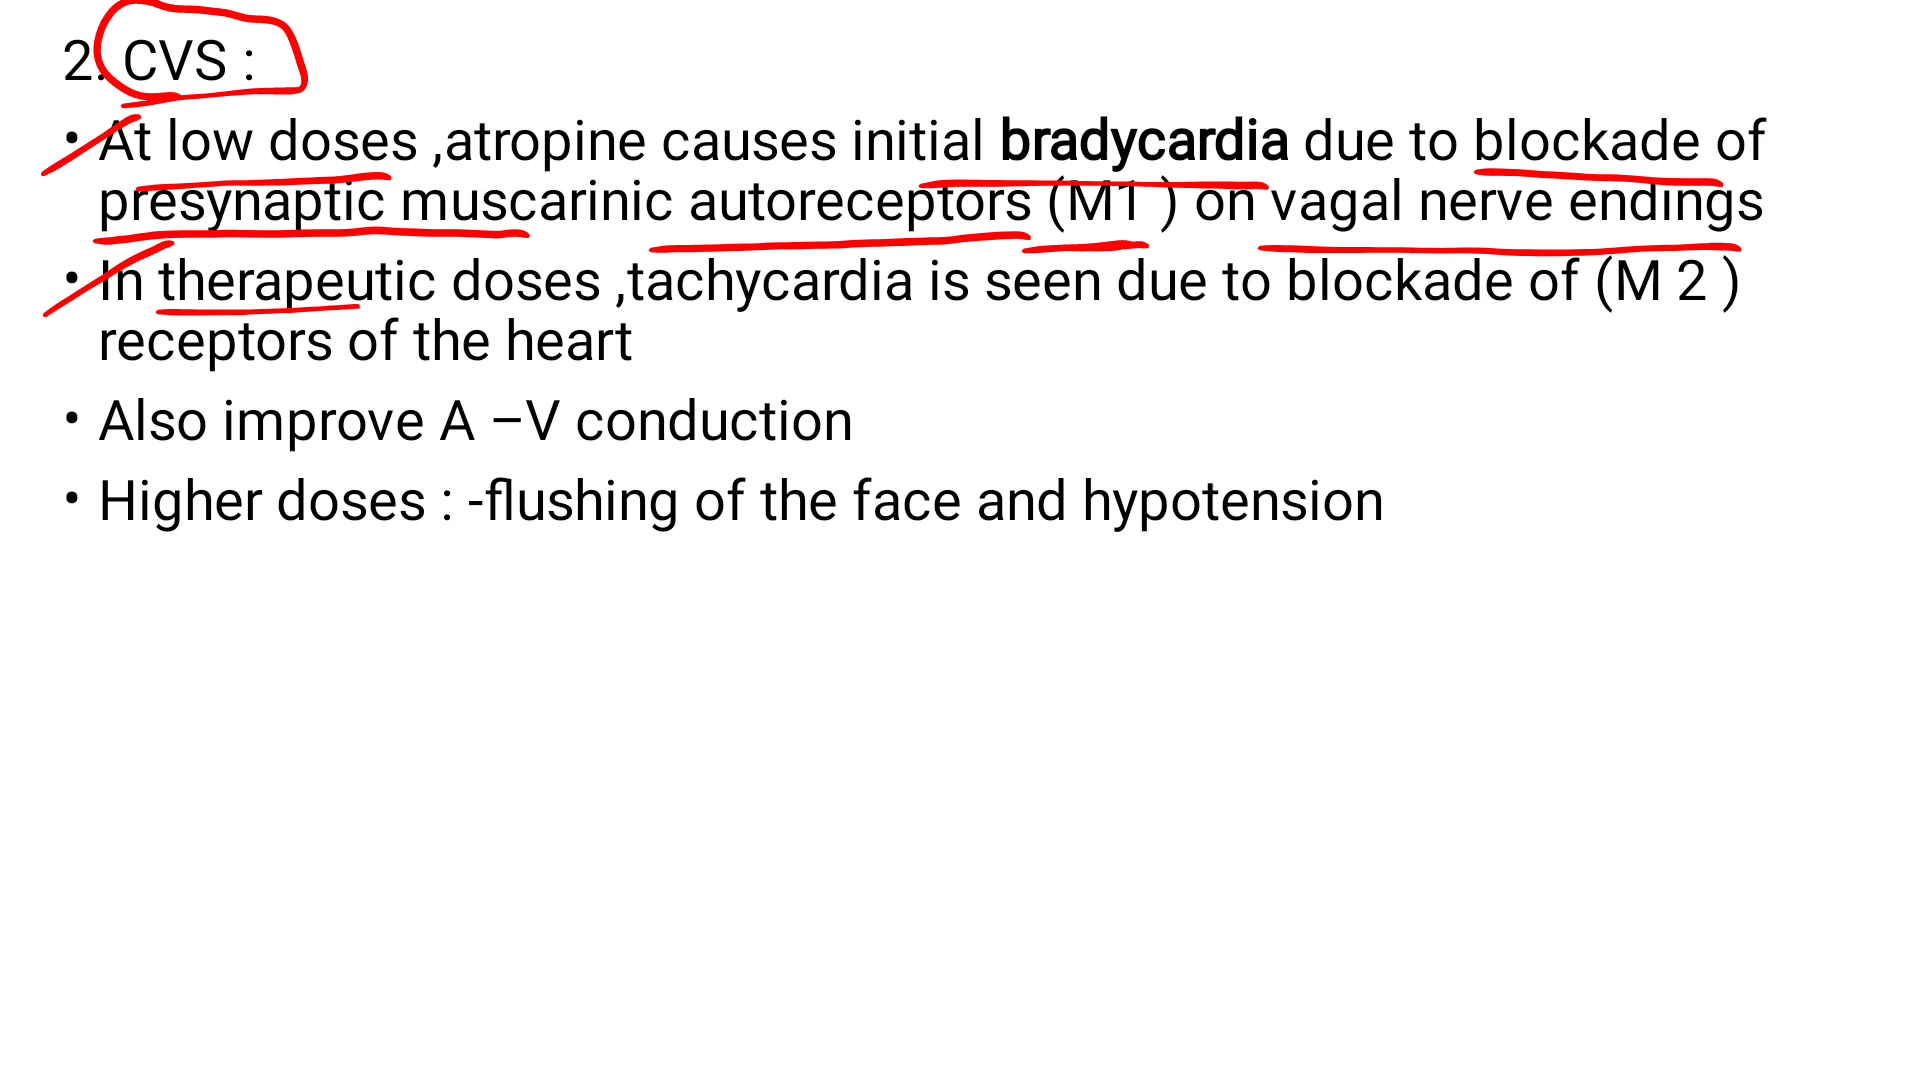 2. CVS :
• At low doses ,atropine causes initial bradycardia due to blockade of
presynaptic muscarinic autoreceptors (M1 ) on vagal nerve endings
• In therapeutic doses ,tachycardia is seen due to blockade of (M 2 )
receptors of the heart
• Also improve A –V conduction
• Higher doses : -flushing of the face and hypotension